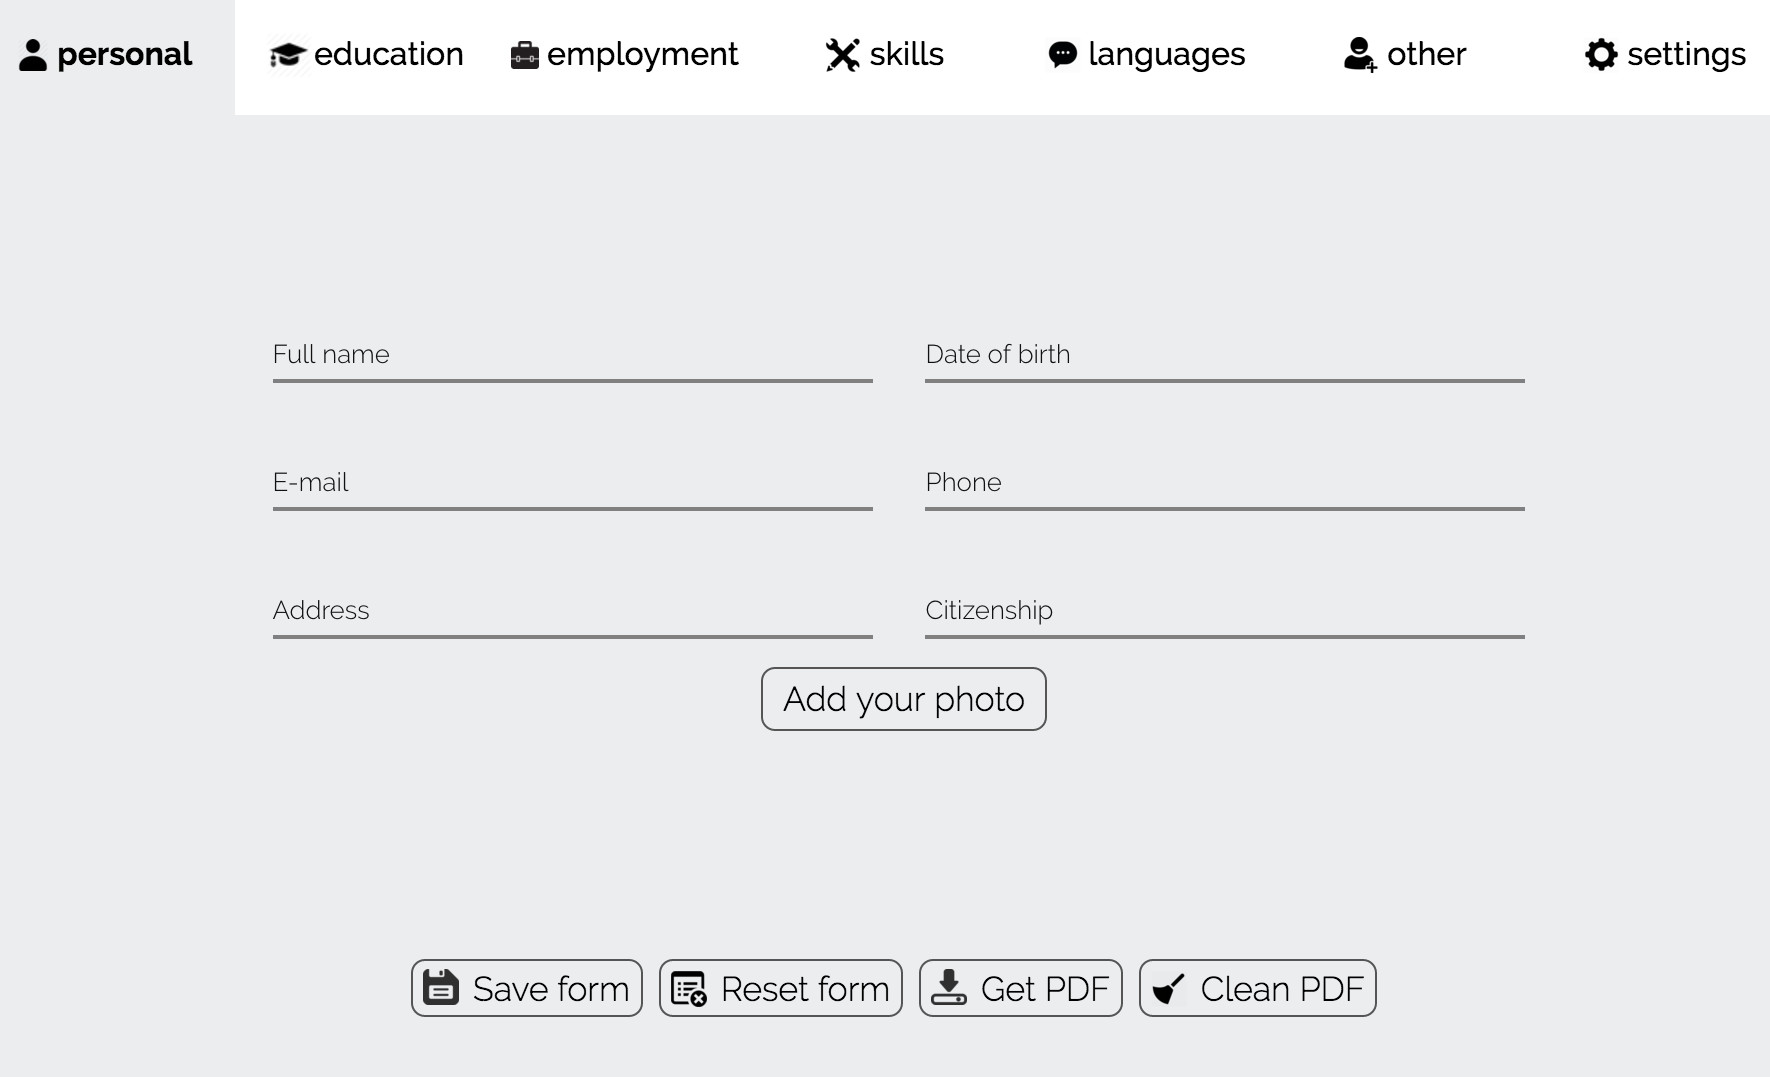 personal education employment skills languages other settings
Full name Date of birth
E-mail Phone
Address Citizenship
Add your photo
Save form Reset form Get PDF Clean PDF